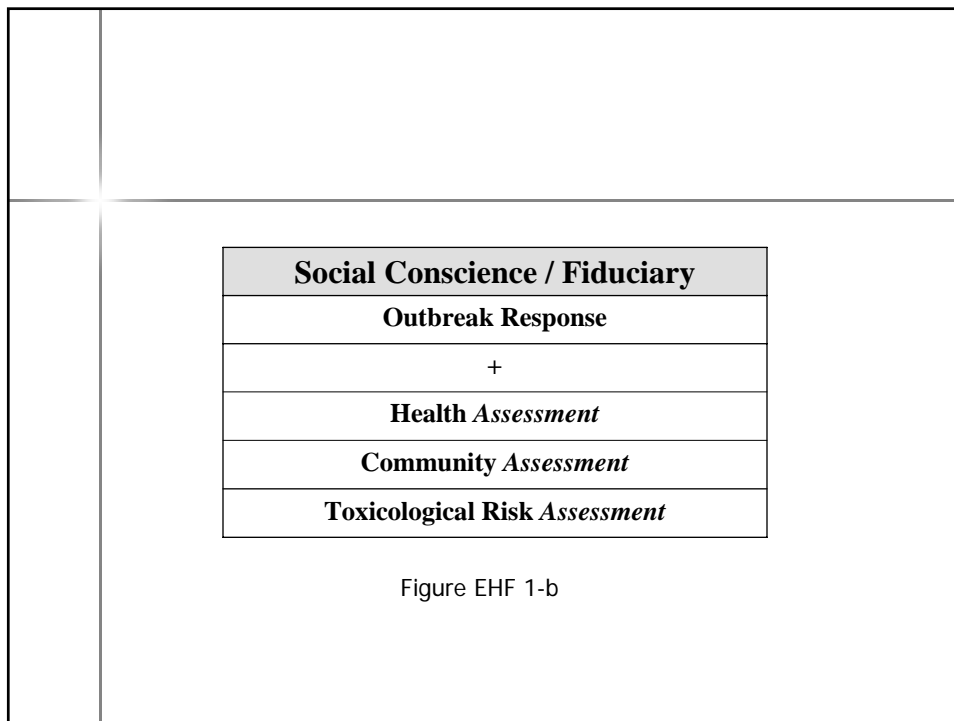 Social Conscience / Fiduciary
Outbreak Response
+
Health Assessment
Community Assessment
Toxicological Risk Assessment
Figure EHF 1-b